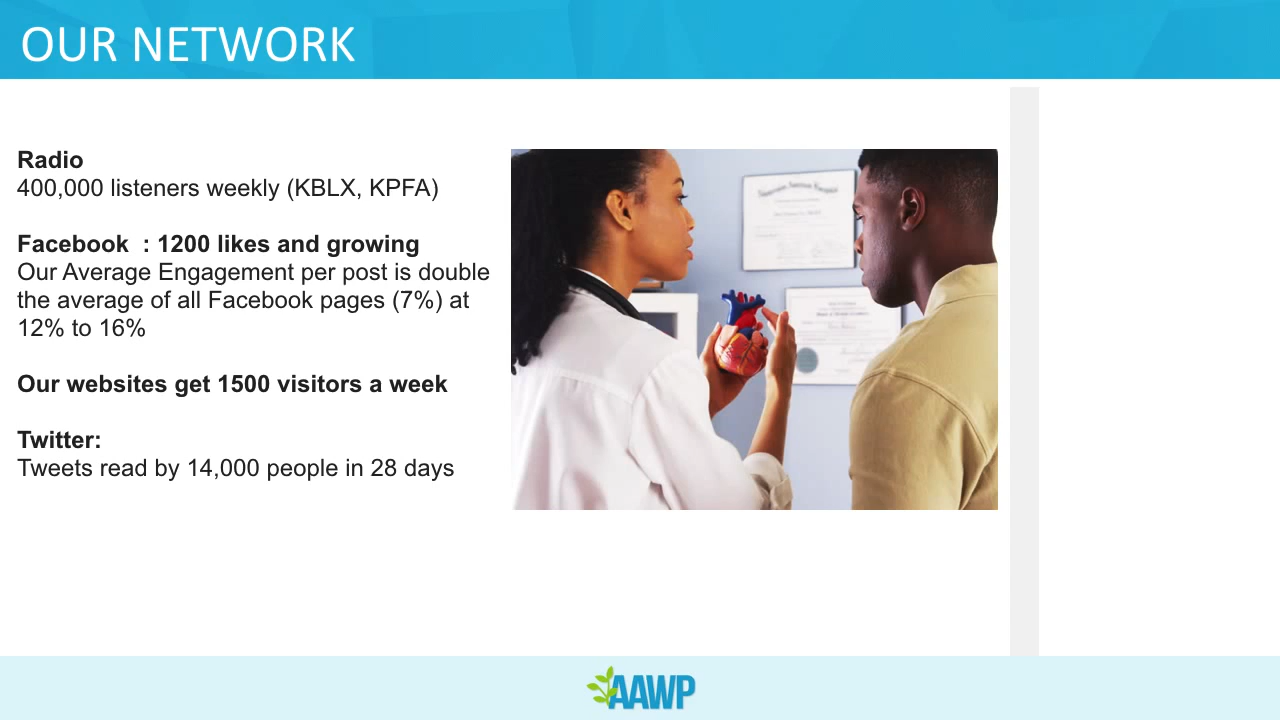 OUR NETWORK
Radio
400,000 listeners weekly (KBLX, KPFA)
Facebook  : 1200 likes and growing
Our Average Engagement per post is double
the average of all Facebook pages (7%) at
12% to 16%
Our websites get 1500 visitors a week
Twitter:
Tweets read by 14,000 people in 28 days
AAWP